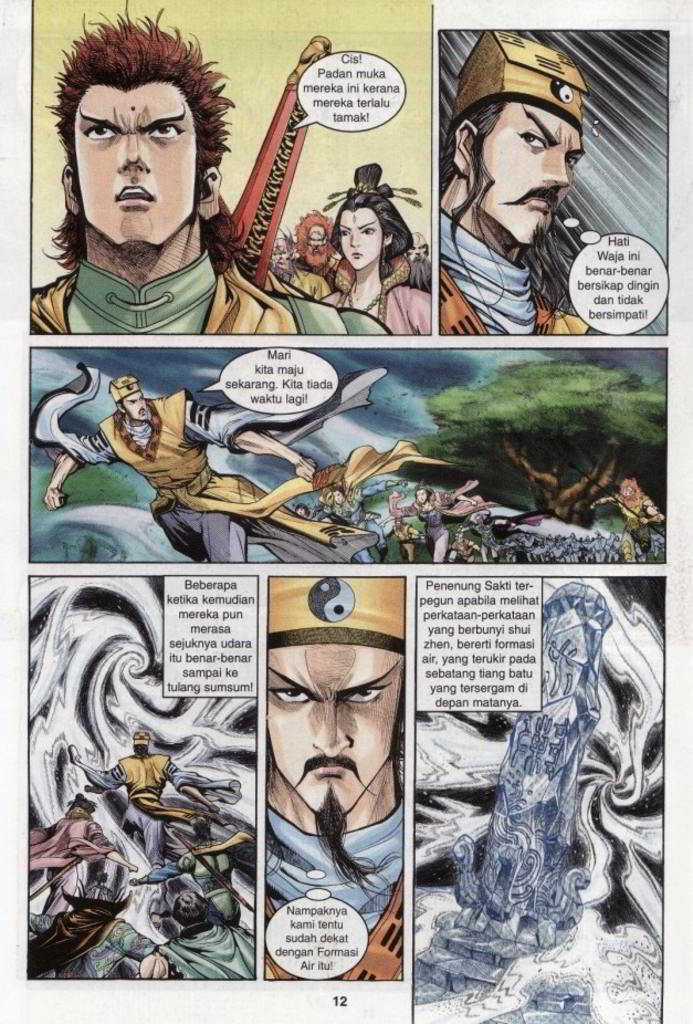 Cis!
Padan muka
mereka ini kerana
mereka terlalu
tamak!
Hati
Waja ini
benar-benar
bersikap dingin
dan tidak
bersimpati!
Mari
kita maju
sekarang. Kita tiada
waktu lagi!
Beberapa
ketika kemudian
mereka pun
merasa
sejuknya udara
itu benar-benar
sampai ke
tulang sumsum!
Nampaknya
kami tentu
sudah dekat
dengan Formasi
Air itu!
Penenung Sakti ter-
pegun apabila melihat
perkataan-perkataan
yang berbunyi shui
zhen, bererti formasi
air, yang terukir pada
sebatang tiang batu
yang tersergam di
depan matanya.
12